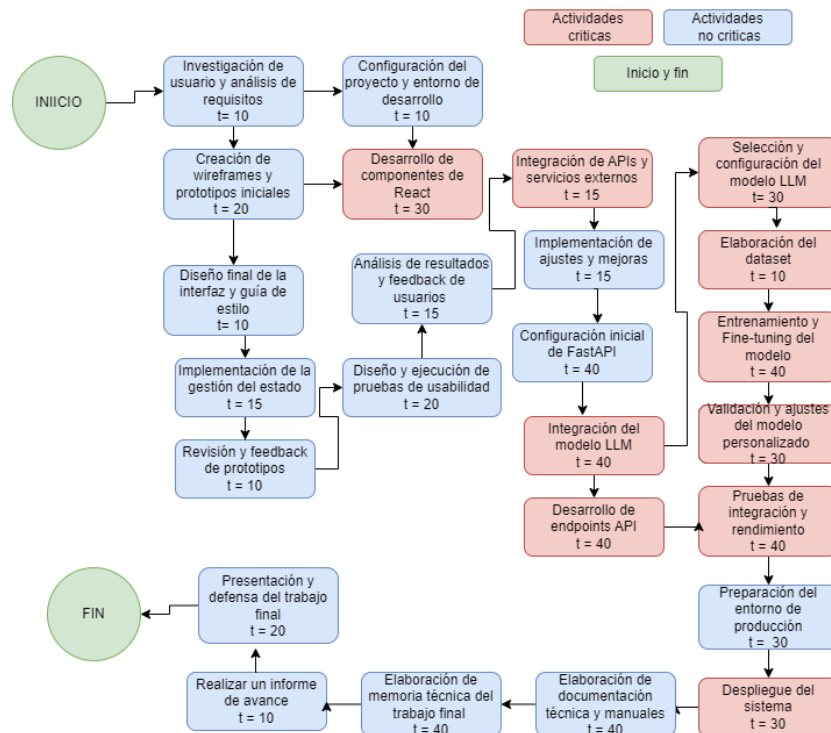 Actividades
criticas
Actividades
no criticas
Inicio y fin
INIICIO
Investigación de
usuario y análisis de
requisitos
t= 10
Configuración del
proyecto y entorno de
desarrollo
t = 10
Creación de
wireframes y
prototipos iniciales
t = 20
Desarrollo de
componentes de
React
t = 30
Diseño final de la
interfaz y guía de
estilo
t = 10
Implementación de la
gestión del estado
t = 15
Revisión y feedback
de prototipos
t = 10
Diseño y ejecución de
pruebas de usabilidad
t = 20
Análisis de resultados
y feedback de
usuarios
t = 15
Integración de APIs y
servicios externos
t = 15
Implementación de
ajustes y mejoras
t = 15
Configuración inicial
de FastAPI
t = 40
Integración del
modelo LLM
t = 40
Desarrollo de
endpoints API
t = 40
Selección y
configuración del
modelo LLM
t= 30
Elaboración del
dataset
t = 10
Entrenamiento y
Fine-tuning del
modelo
t = 40
Validación y ajustes
del modelo
personalizado
t = 30
Pruebas de
integración y
rendimiento
t = 40
Preparación del
entorno de
producción
t = 30
Despliegue del
sistema
t = 30
Elaboración de
documentación
técnica y manuales
t = 40
Elaboración de
memoria técnica del
trabajo final
t = 40
Realizar un informe
de avance
t = 10
Presentación y
defensa del trabajo
final
t = 20
FIN